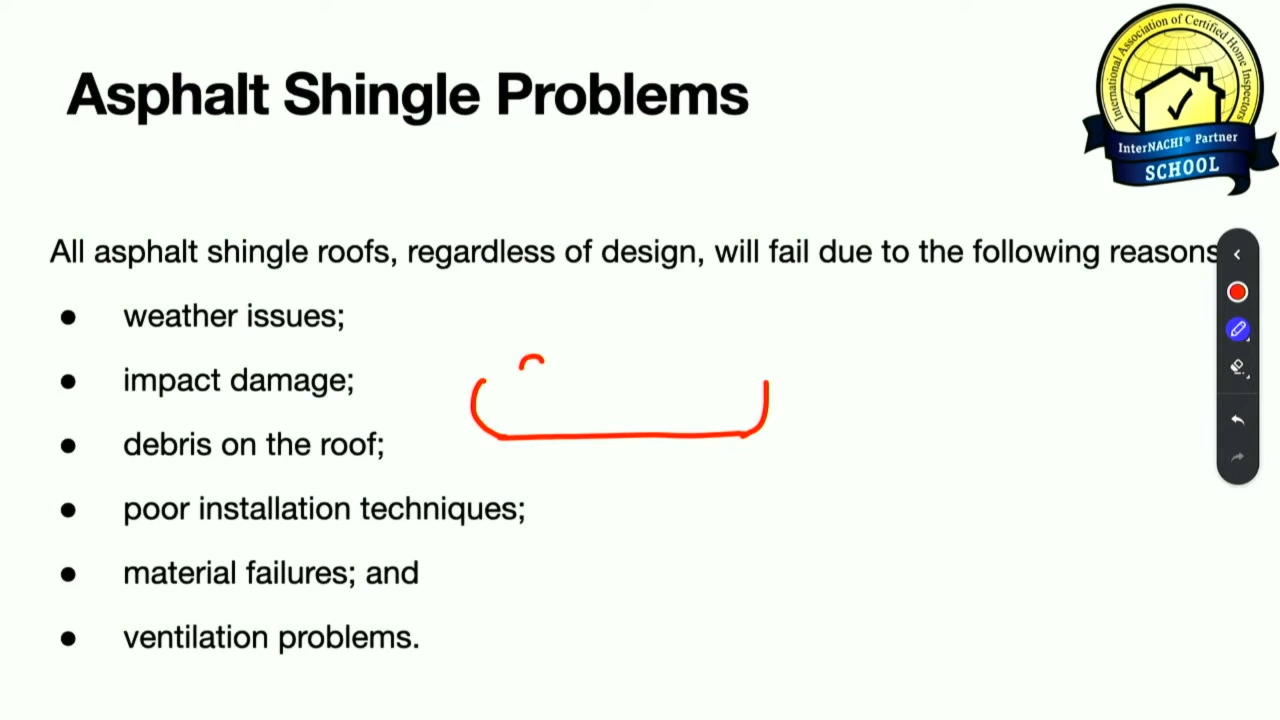 Asphalt Shingle Problems
International Association of Certified Home Inspectors
InterNACHI® Partner
SCHOOL
All asphalt shingle roofs, regardless of design, will fail due to the following reasons
● weather issues;
● impact damage;
● debris on the roof;
● poor installation techniques;
● material failures; and
● ventilation problems.